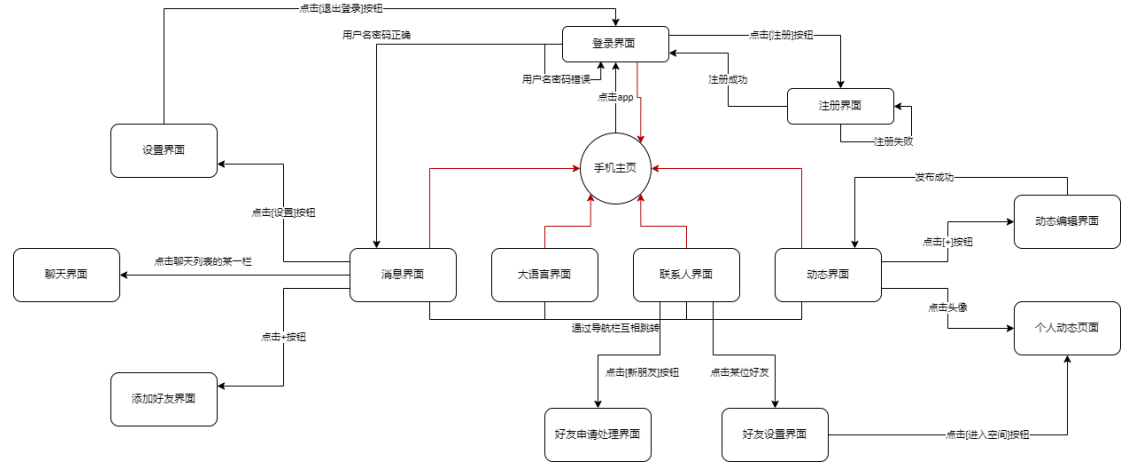 点击[退出登录]按钮
用户名密码正确
登录界面
点击[注册]按钮
用户名密码错误
注册成功
点击app
注册界面
注册失败
设置界面
手机主页
发布成功
点击[设置]按钮
动态编辑界面
点击[+]按钮
聊天界面
点击聊天列表的某一栏
消息界面
大语言界面
联系人界面
动态界面
点击头像
通过导航栏互相跳转
个人动态页面
点击+按钮
点击[新朋友]按钮
点击某位好友
添加好友界面
好友申请处理界面
好友设置界面
点击[进入空间]按钮